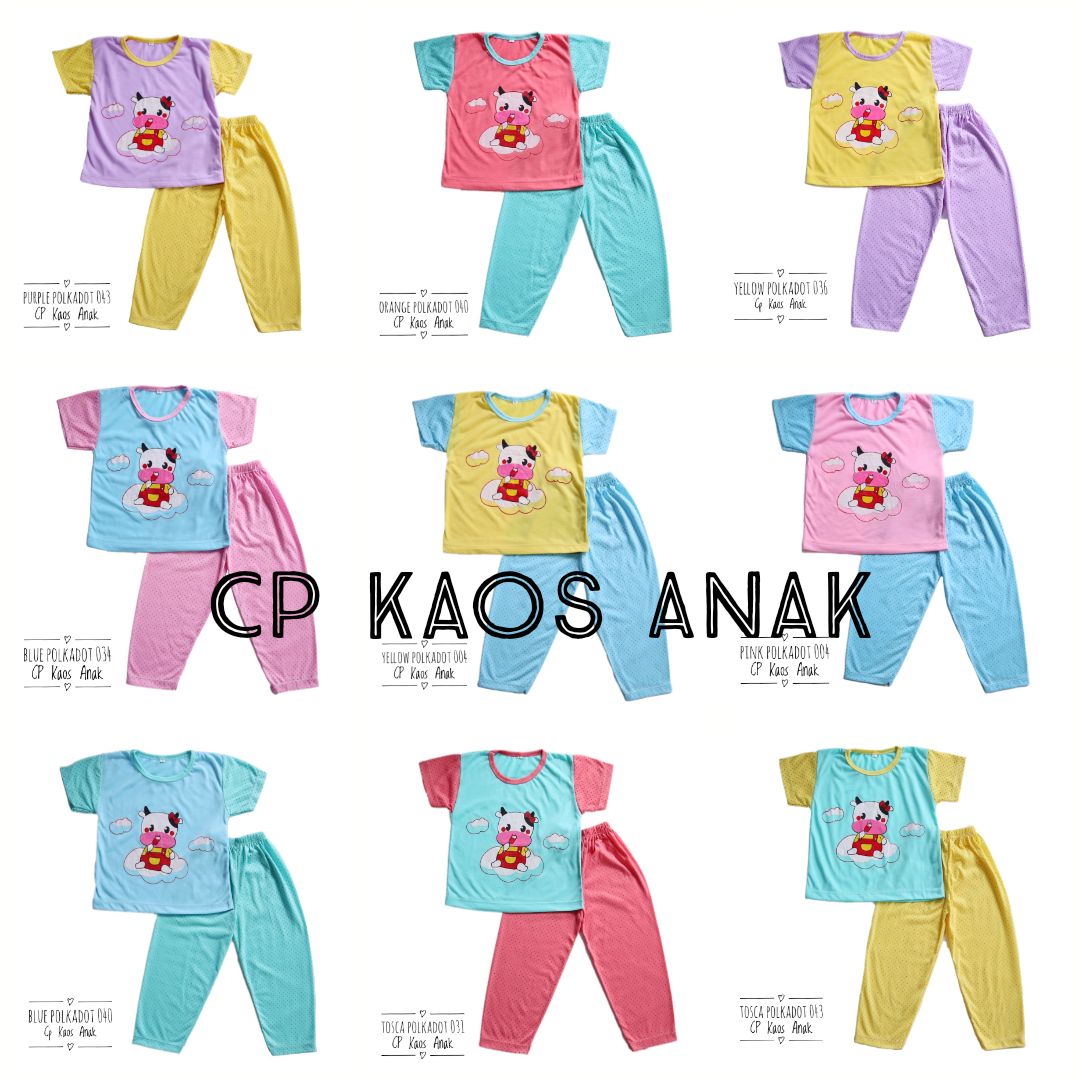 PURPLE POLKADOT 043
CP Kaos Anak
ORANGE POLKADOT 040
CP Kaos Anak
YELLOW POLKADOT 036
Cp Kaos Anak
CP KAOS ANAK
BLUE POLKADOT 034
CP Kaos Anak
YELLOW POLKADOT 004
CP Kaos Anak
PINK POLKADOT 004
CP Kaos Anak
BLUE POLKADOT 040
Cp Kaos Anak
TOSCA POLKADOT 031
CP Kaos Anak
TOSCA POLKADOT 043
CP Kaos Anak